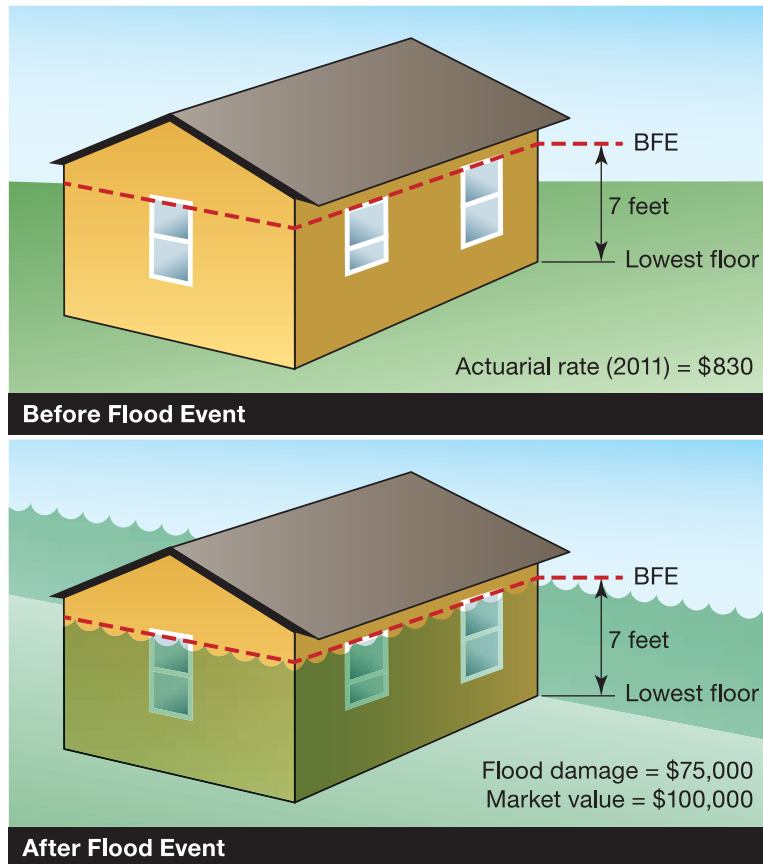 BFE
7 feet
Lowest floor
Actuarial rate (2011) = $830
Before Flood Event
BFE
7 feet
Lowest floor
Flood damage = $75,000
Market value = $100,000
After Flood Event